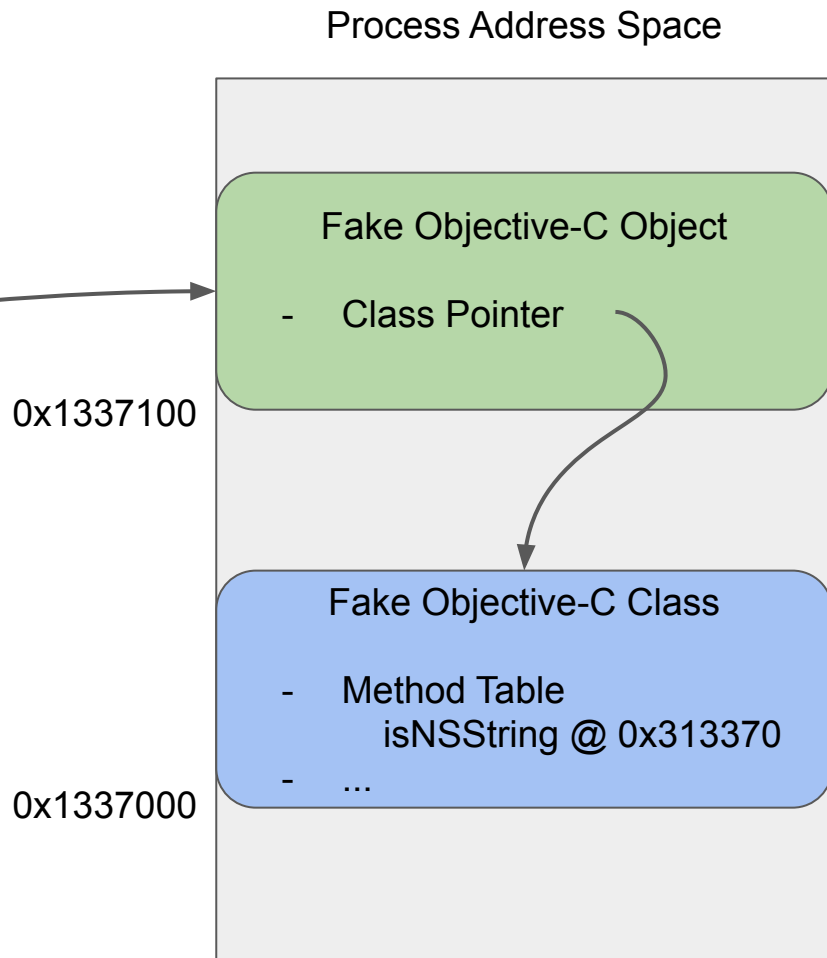 Process Address Space
Fake Objective-C Object
- Class Pointer
0x1337100
Fake Objective-C Class
- Method Table
isNSString @ 0x313370
- ...
0x1337000